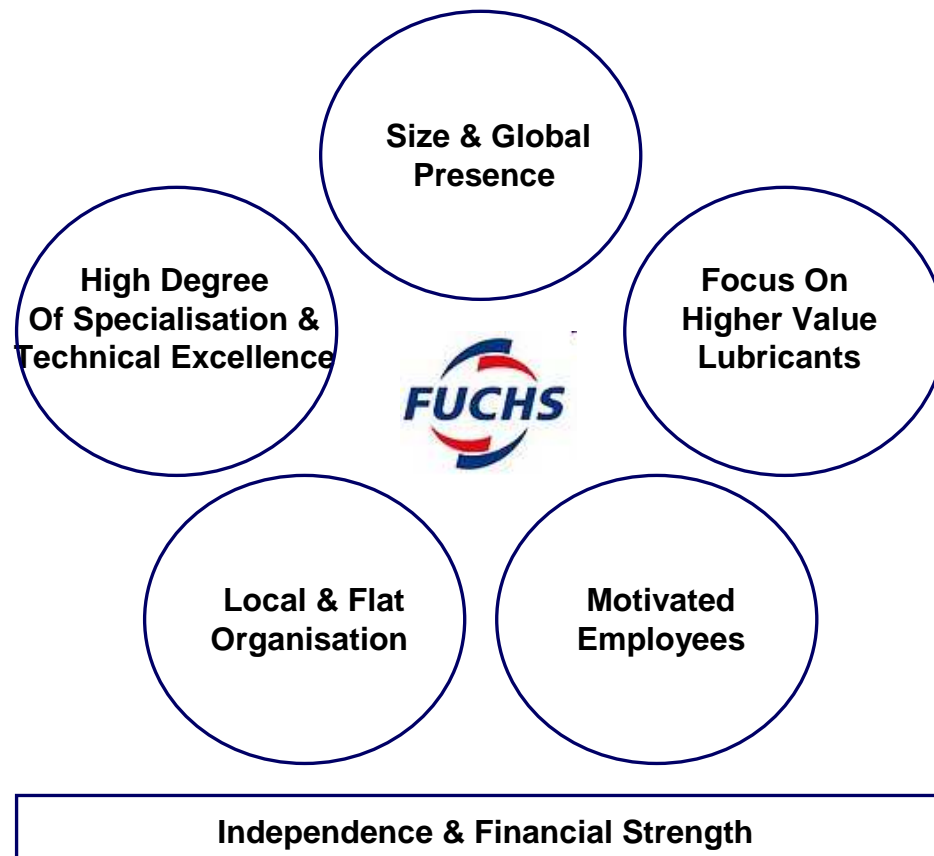 Size & Global
Presence
High Degree
Of Specialisation &
Technical Excellence
Focus On
Higher Value
Lubricants
FUCHS
Local & Flat
Organisation
Motivated
Employees
Independence & Financial Strength